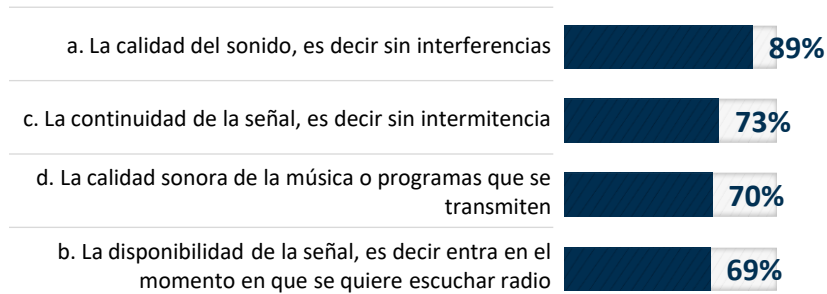 a. La calidad del sonido, es decir sin interferencias
89%
c. La continuidad de la señal, es decir sin intermitencia
73%
d. La calidad sonora de la música o programas que se
transmiten
70%
b. La disponibilidad de la señal, es decir entra en el
momento en que se quiere escuchar radio
69%